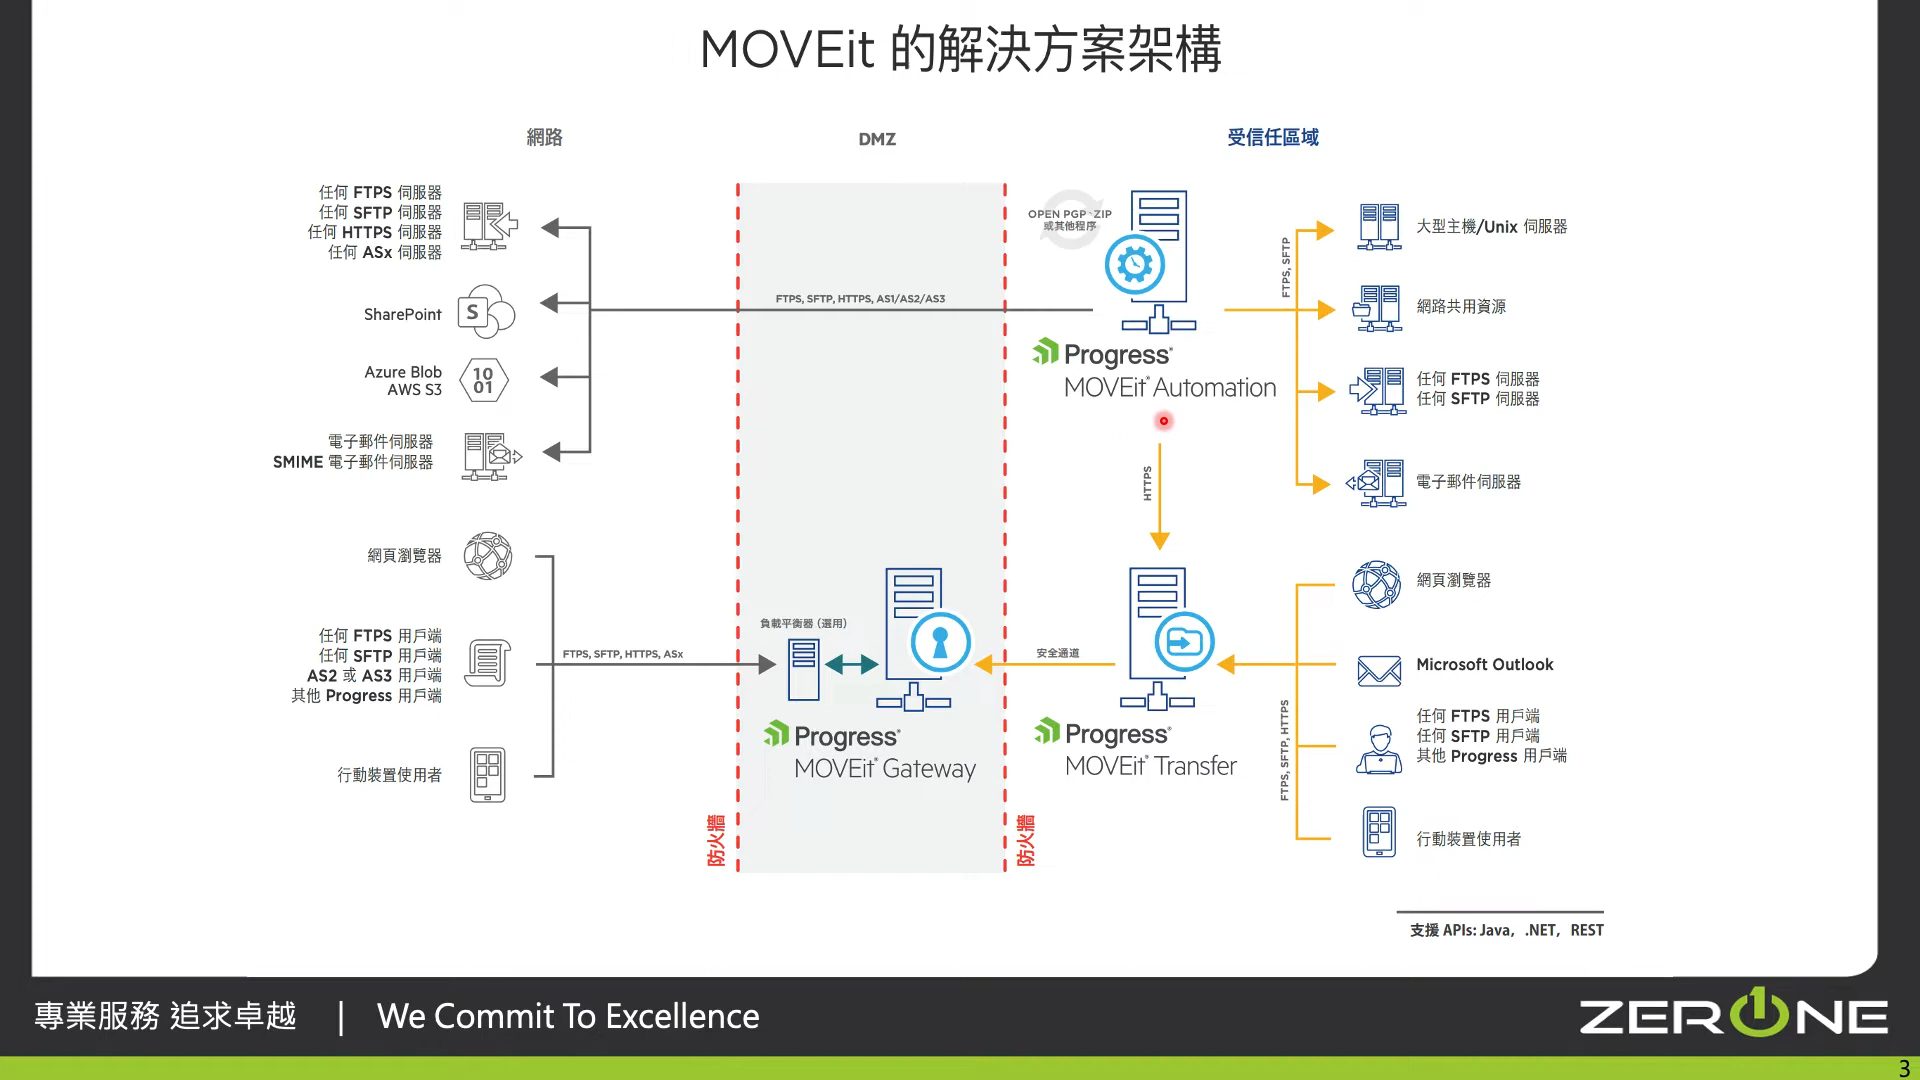 MOVEit 的解決方案架構
網路
DMZ
受信任區域
任何 FTPS 伺服器
任何 SFTP 伺服器
任何 HTTPS 伺服器
任何 ASx 伺服器
SharePoint
S
Azure Blob
AWS S3
10
01
電子郵件伺服器
SMIME 電子郵件伺服器
FTPS, SFTP, HTTPS, AS1/AS2/AS3
OPEN PGP、ZIP
或其他程序
Progress®
MOVEit® Automation
FTPS, SFTP
大型主機/Unix 伺服器
網路共用資源
任何 FTPS 伺服器
任何 SFTP 伺服器
電子郵件伺服器
HTTPS
網頁瀏覽器
任何 FTPS 用戶端
任何 SFTP 用戶端
AS2 或 AS3 用戶端
其他 Progress 用戶端
行動裝置使用者
FTPS, SFTP, HTTPS, ASx
負載平衡器 (選用)
Progress®
MOVEit® Gateway
安全通道
Progress®
MOVEit® Transfer
防火牆
防火牆
FTPS, SFTP, HTTPS
網頁瀏覽器
Microsoft Outlook
任何 FTPS 用戶端
任何 SFTP 用戶端
其他 Progress 用戶端
行動裝置使用者
支援 APIs: Java，.NET，REST
專業服務 追求卓越 | We Commit To Excellence
ZERONE
3